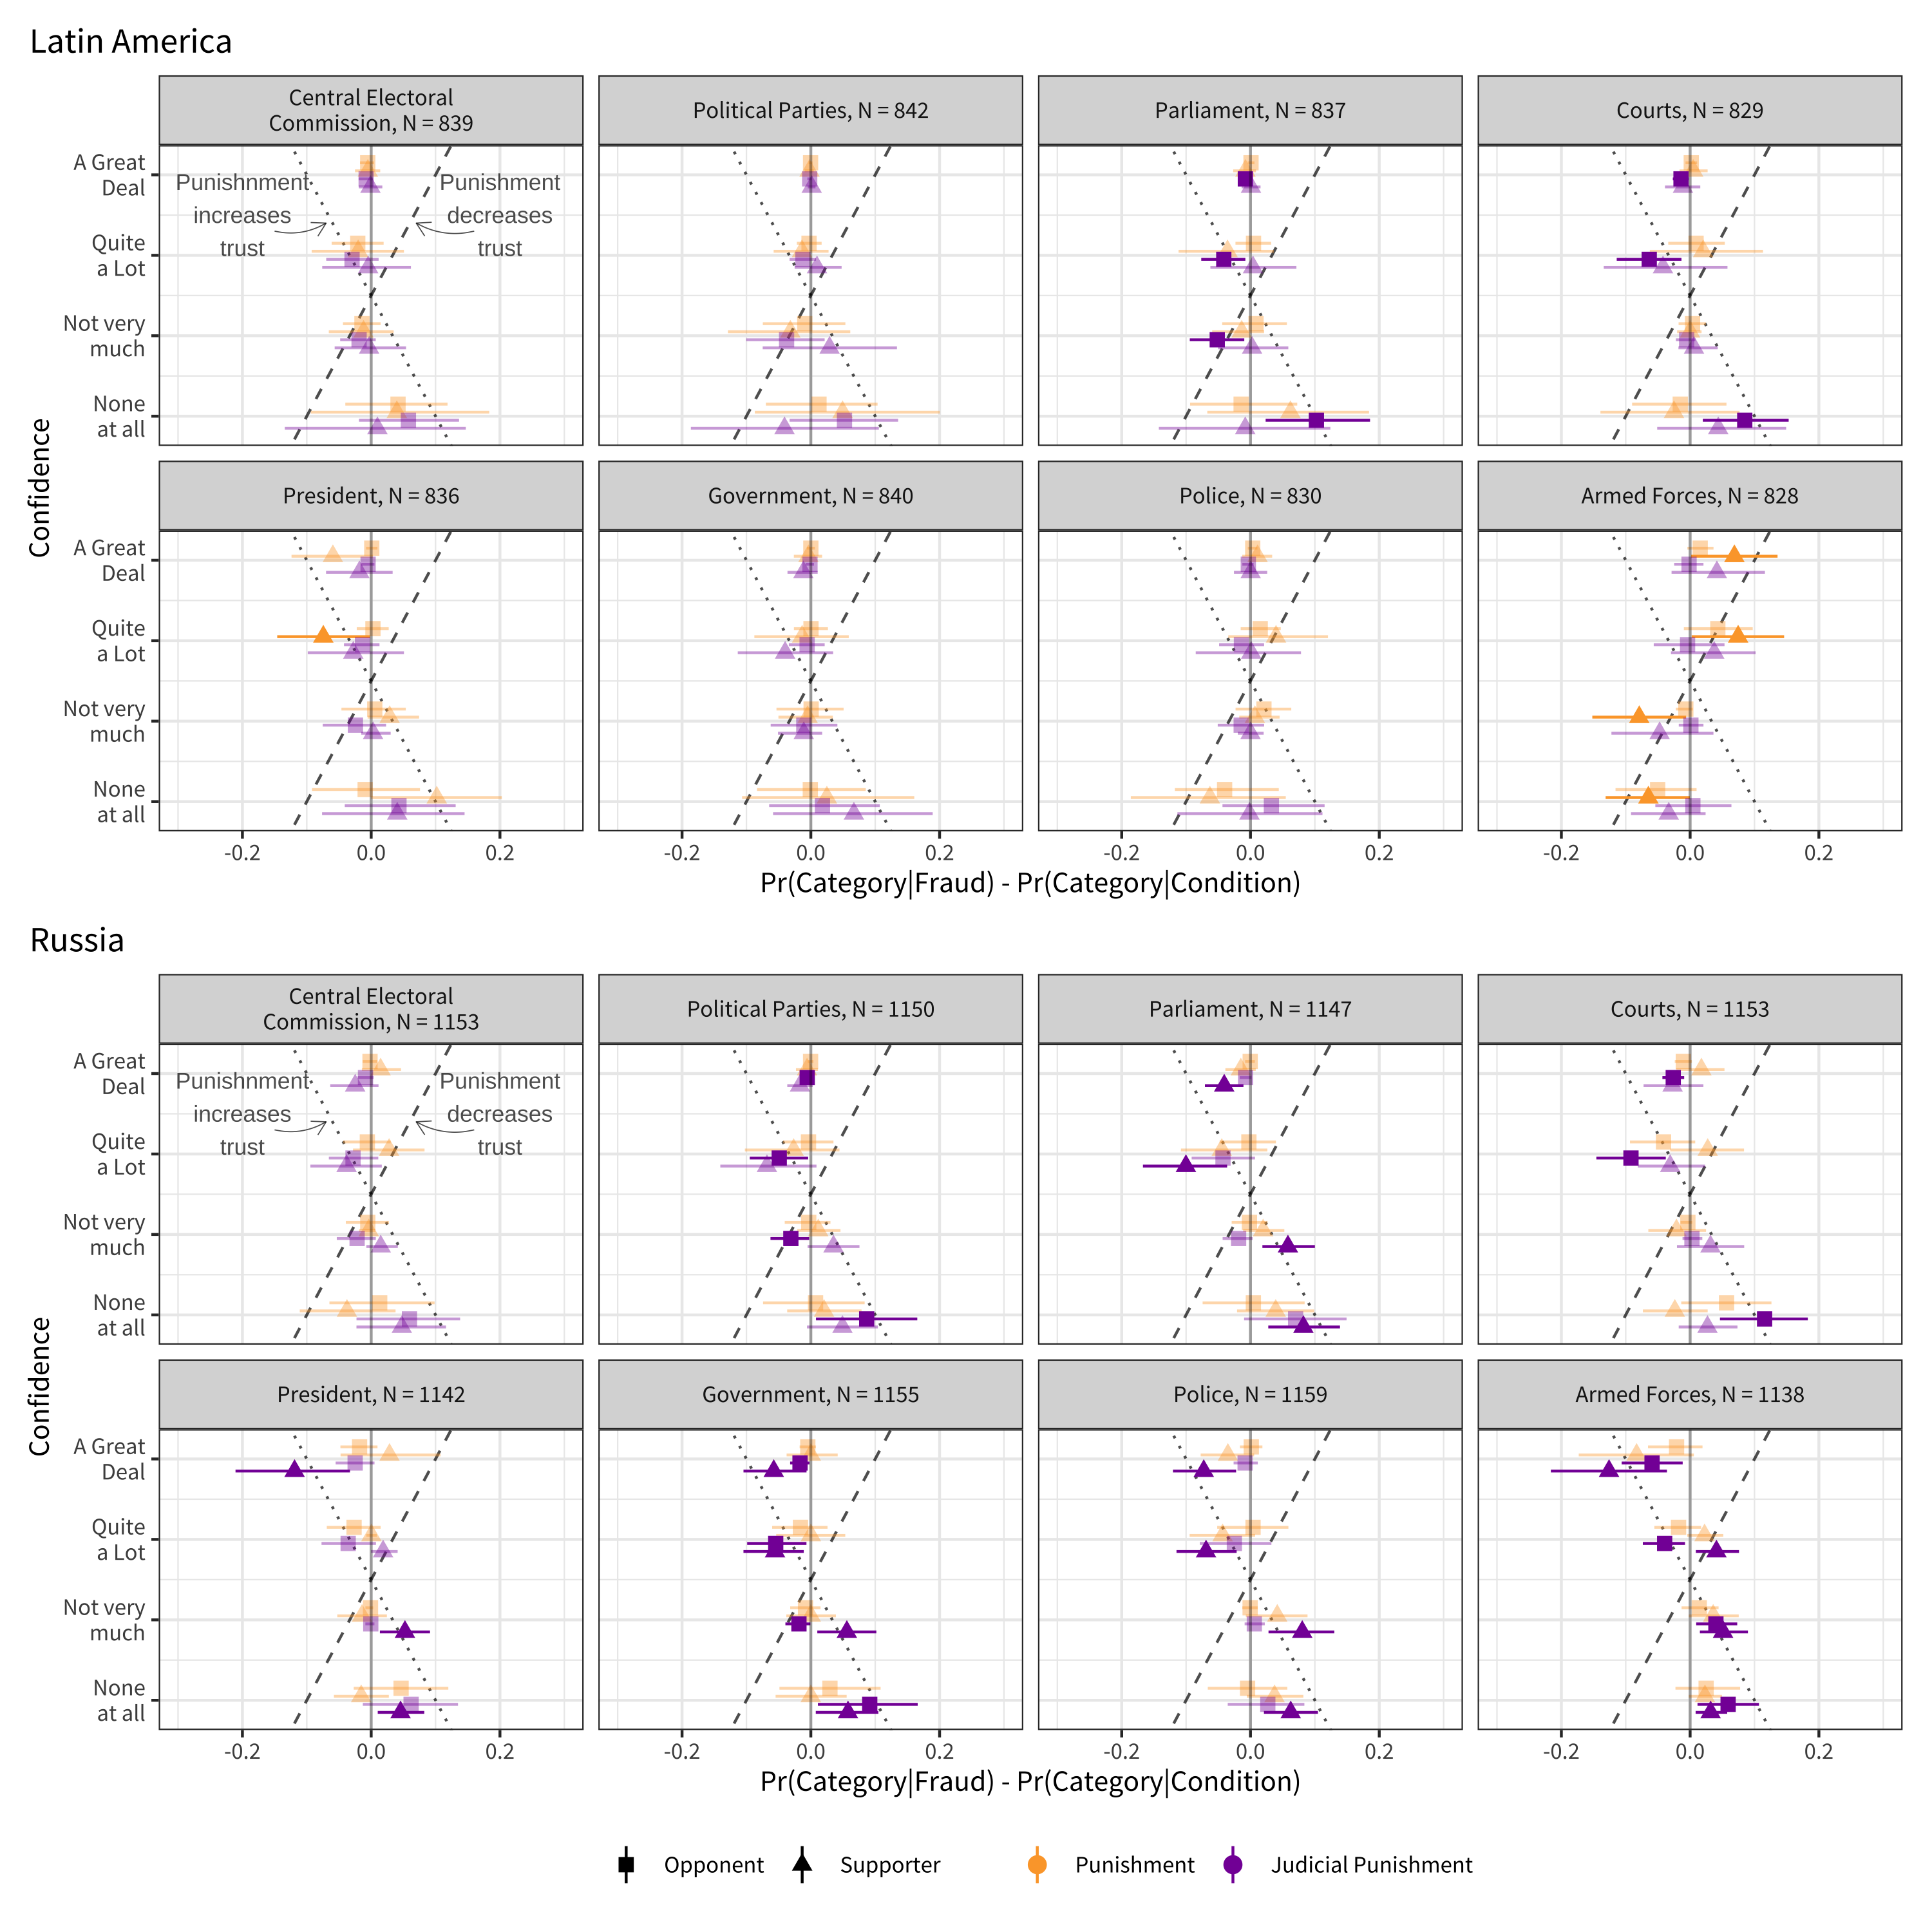 Latin America
Central Electoral
Commission, N = 839
Political Parties, N = 842
Parliament, N = 837
Courts, N = 829
A Great
Deal
Quite
a Lot
Not very
much
None
at all
Punishnment
increases
trust
Punishment
decreases
trust
Confidence
President, N = 836
Government, N = 840
Police, N = 830
Armed Forces, N = 828
A Great
Deal
Quite
a Lot
Not very
much
None
at all
-0.2 0.0 0.2 -0.2 0.0 0.2 -0.2 0.0 0.2 -0.2 0.0 0.2
Pr(Category|Fraud) - Pr(Category|Condition)
Russia
Central Electoral
Commission, N = 1153
Political Parties, N = 1150
Parliament, N = 1147
Courts, N = 1153
A Great
Deal
Quite
a Lot
Not very
much
None
at all
Punishnment
increases
trust
Punishment
decreases
trust
Confidence
President, N = 1142
Government, N = 1155
Police, N = 1159
Armed Forces, N = 1138
A Great
Deal
Quite
a Lot
Not very
much
None
at all
-0.2 0.0 0.2 -0.2 0.0 0.2 -0.2 0.0 0.2 -0.2 0.0 0.2
Pr(Category|Fraud) - Pr(Category|Condition)
Opponent Supporter Punishment Judicial Punishment